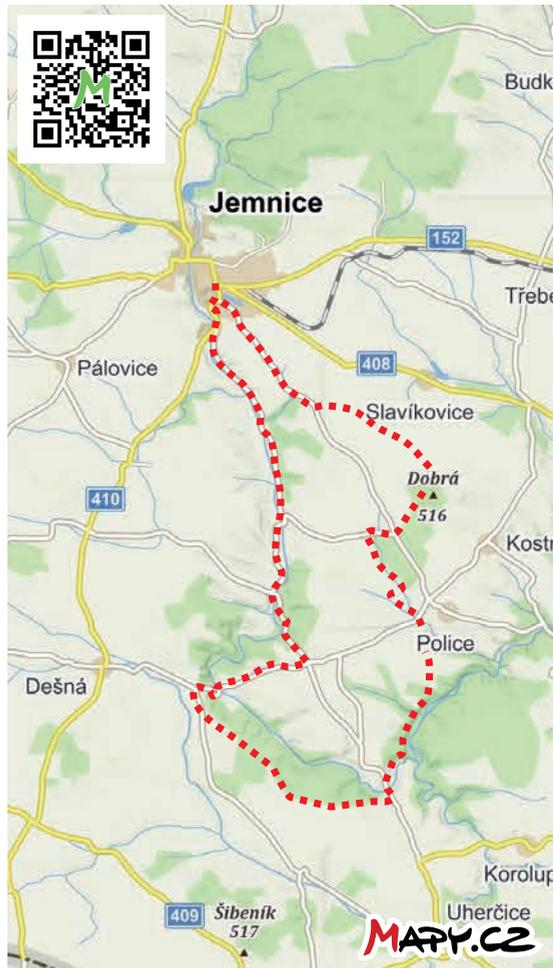 M
Budk
Jemnice
152
Třebe
Pálovice
408
Slavíkovice
Dobrá
516
410
Kostn
Police
Dešná
Korolup
409
Šibeník
517
Uherčice
MAPY.CZ